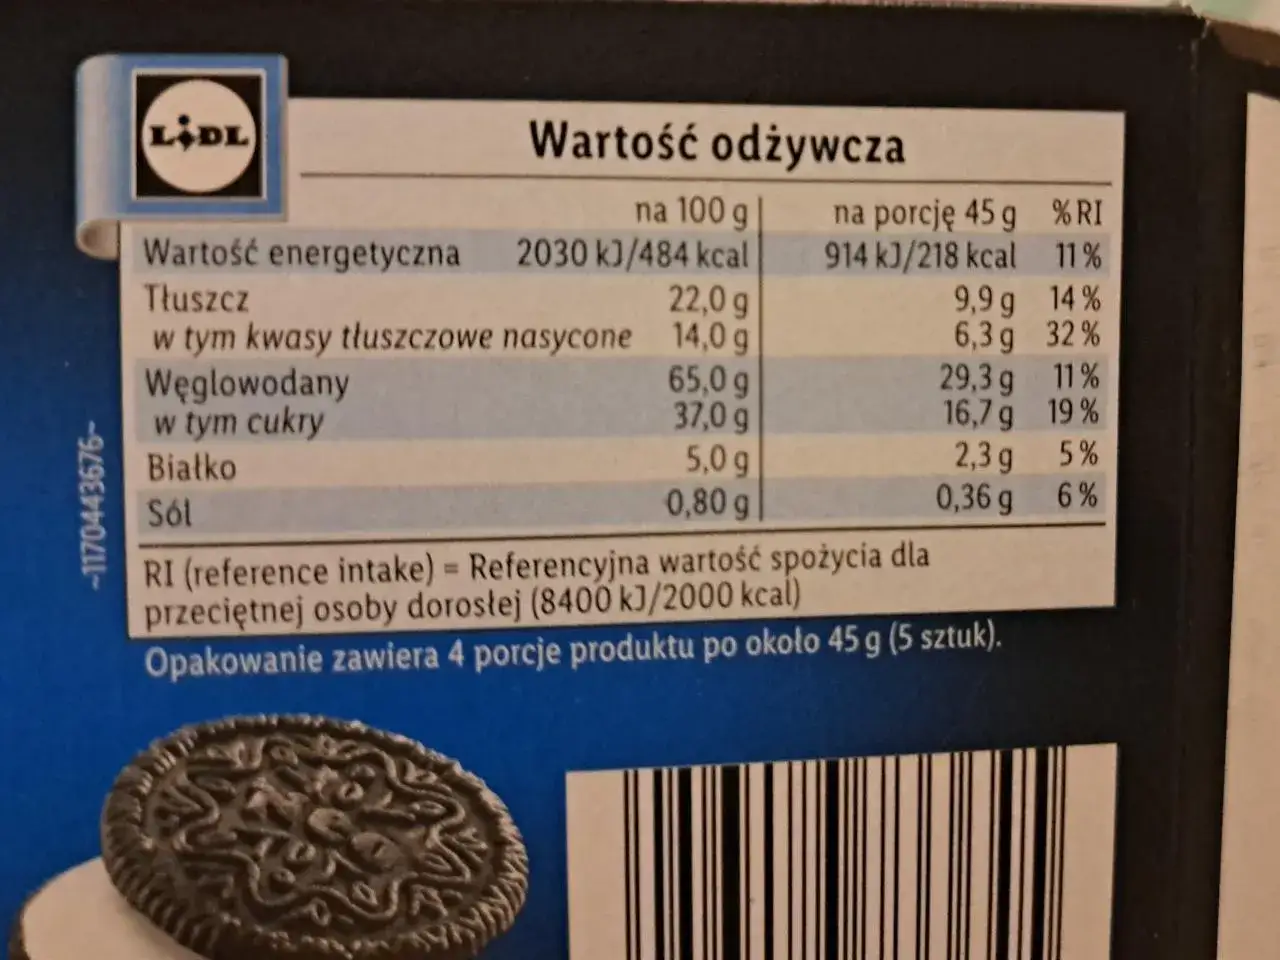 LIDL
Wartość odżywcza
na 100 g na porcję 45 g %RI
Wartość energetyczna 2030 kJ/484 kcal 914 kJ/218 kcal 11 %
Tłuszcz 22,0 g 9,9 g 14 %
w tym kwasy tłuszczowe nasycone 14,0 g 6,3 g 32 %
Węglowodany 65,0 g 29,3 g 11 %
w tym cukry 37,0 g 16,7 g 19 %
Białko 5,0 g 2,3 g 5 %
Sól 0,80 g 0,36 g 6 %
RI (reference intake) = Referencyjna wartość spożycia dla
przeciętnej osoby dorosłej (8400 kJ/2000 kcal)
Opakowanie zawiera 4 porcje produktu po około 45 g (5 sztuk).
-1170443676-